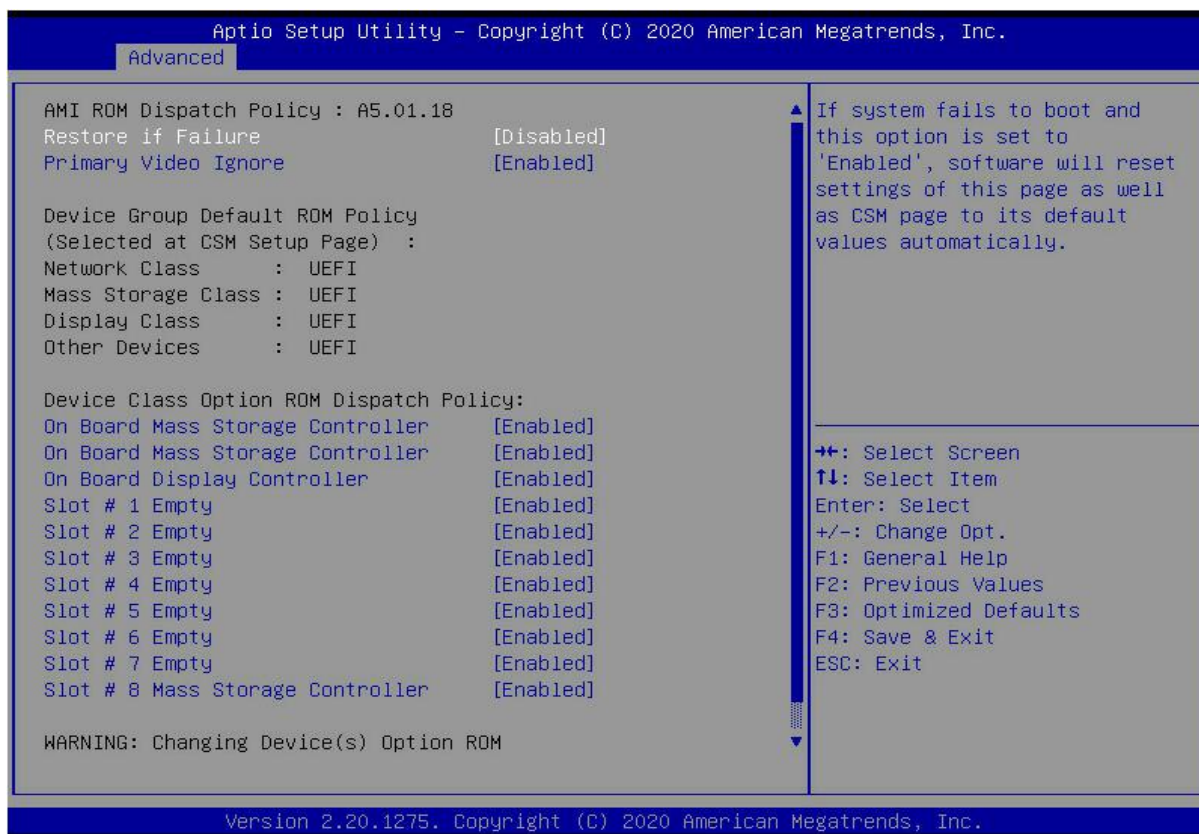 Aptio Setup Utility – Copyright (C) 2020 American Megatrends, Inc.
Advanced
AMI ROM Dispatch Policy : A5.01.18
Restore if Failure [Disabled]
Primary Video Ignore [Enabled]
Device Group Default ROM Policy
(Selected at CSM Setup Page) :
Network Class : UEFI
Mass Storage Class : UEFI
Display Class : UEFI
Other Devices : UEFI
Device Class Option ROM Dispatch Policy:
On Board Mass Storage Controller [Enabled]
On Board Mass Storage Controller [Enabled]
On Board Display Controller [Enabled]
Slot # 1 Empty [Enabled]
Slot # 2 Empty [Enabled]
Slot # 3 Empty [Enabled]
Slot # 4 Empty [Enabled]
Slot # 5 Empty [Enabled]
Slot # 6 Empty [Enabled]
Slot # 7 Empty [Enabled]
Slot # 8 Mass Storage Controller [Enabled]
WARNING: Changing Device(s) Option ROM
If system fails to boot and
this option is set to
'Enabled', software will reset
settings of this page as well
as CSM page to its default
values automatically.
→←: Select Screen
↑↓: Select Item
Enter: Select
+/-: Change Opt.
F1: General Help
F2: Previous Values
F3: Optimized Defaults
F4: Save & Exit
ESC: Exit
Version 2.20.1275. Copyright (C) 2020 American Megatrends, Inc.